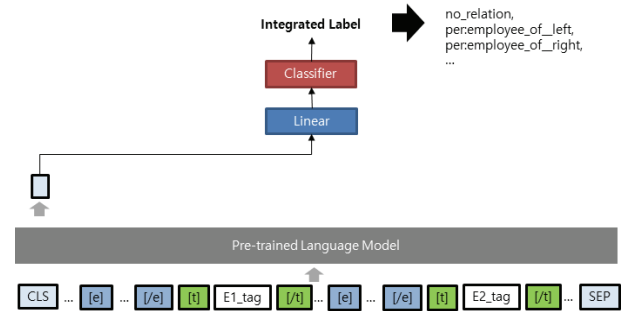 Integrated Label
no_relation,
per:employee_of__left,
per:employee_of__right,
...
Classifier
Linear
Pre-trained Language Model
CLS ... [e] ... [/e] [t] E1_tag [/t] ... [e] ... [/e] [t] E2_tag [/t] ... SEP